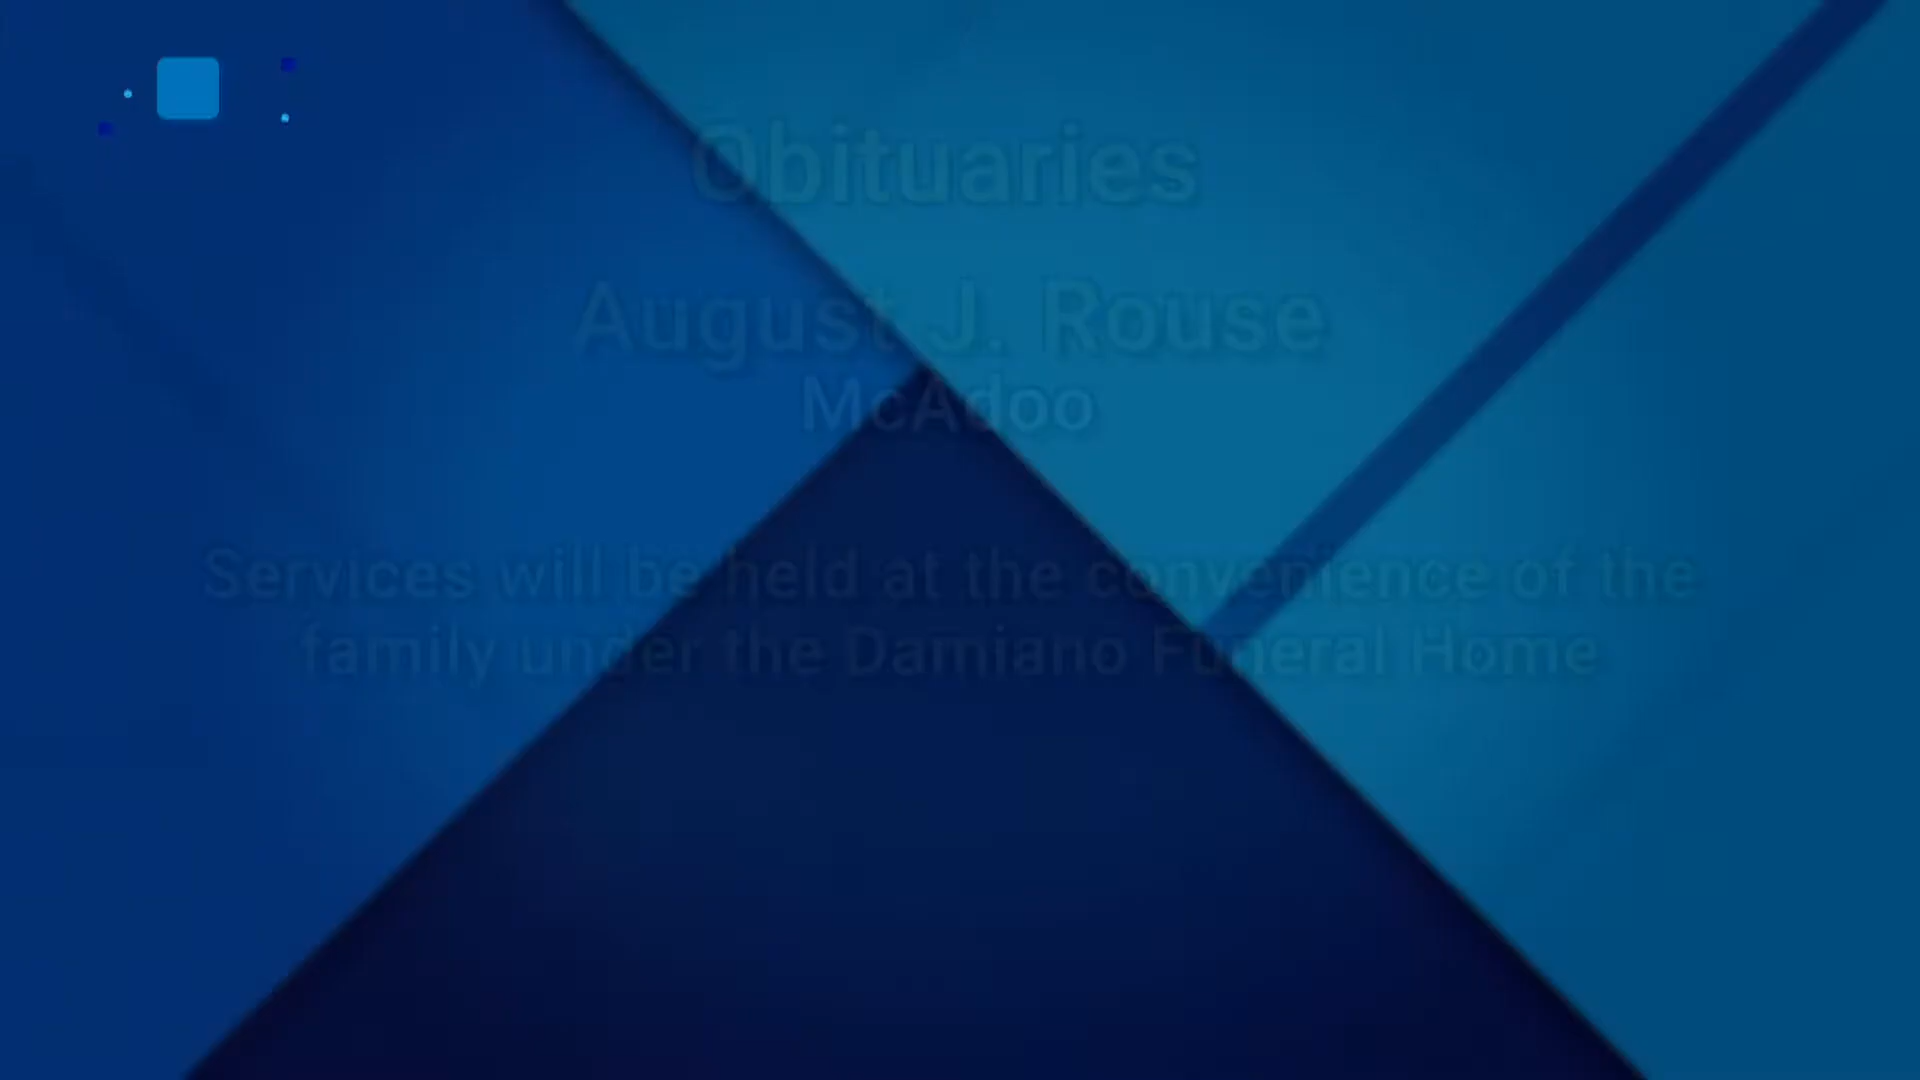 Obituaries
August J. Rouse
McAdoo
Services will be held at the convenience of the
family under the Damiano Funeral Home